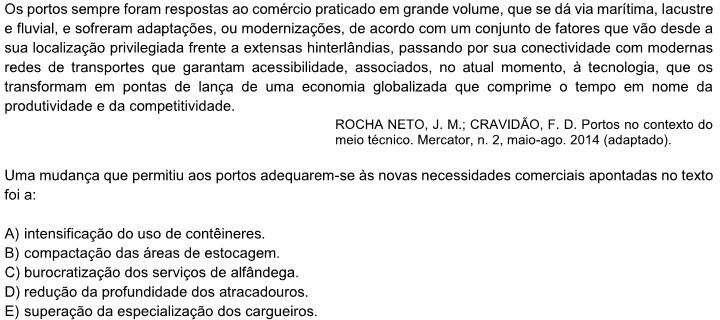 Os portos sempre foram respostas ao comércio praticado em grande volume, que se dá via marítima, lacustre
e fluvial, e sofreram adaptações, ou modernizações, de acordo com um conjunto de fatores que vão desde a
sua localização privilegiada frente a extensas hinterlândias, passando por sua conectividade com modernas
redes de transportes que garantam acessibilidade, associados, no atual momento, à tecnologia, que os
transformam em pontas de lança de uma economia globalizada que comprime o tempo em nome da
produtividade e da competitividade.
ROCHA NETO, J. M.; CRAVIDÃO, F. D. Portos no contexto do
meio técnico. Mercator, n. 2, maio-ago. 2014 (adaptado).
Uma mudança que permitiu aos portos adequarem-se às novas necessidades comerciais apontadas no texto
foi a:
A) intensificação do uso de contêineres.
B) compactação das áreas de estocagem.
C) burocratização dos serviços de alfândega.
D) redução da profundidade dos atracadouros.
E) superação da especialização dos cargueiros.